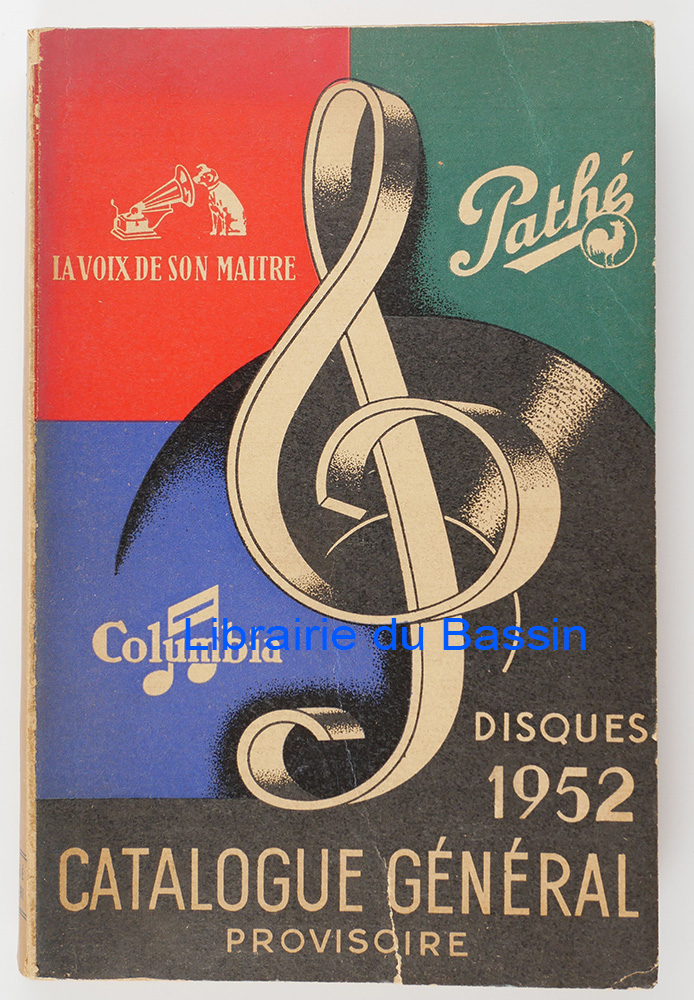 LA VOIX DE SON MAITRE
Pathé
Columbia
Librairie du Bassin
DISQUES
1952
CATALOGUE GÉNÉRAL
PROVISOIRE